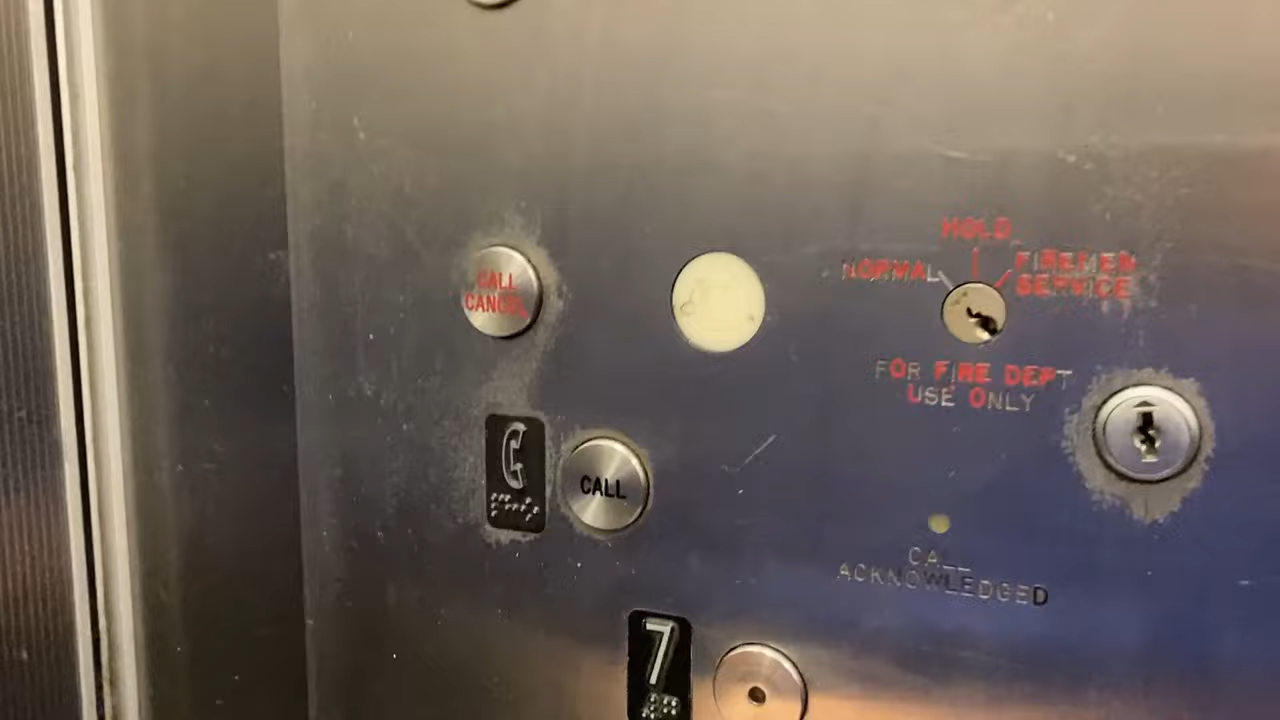 CALL
CANCEL
HOLD
NORMAL
FIREMEN
SERVICE
FOR FIRE DEPT
USE ONLY
CALL
CALL
ACKNOWLEDGED
7